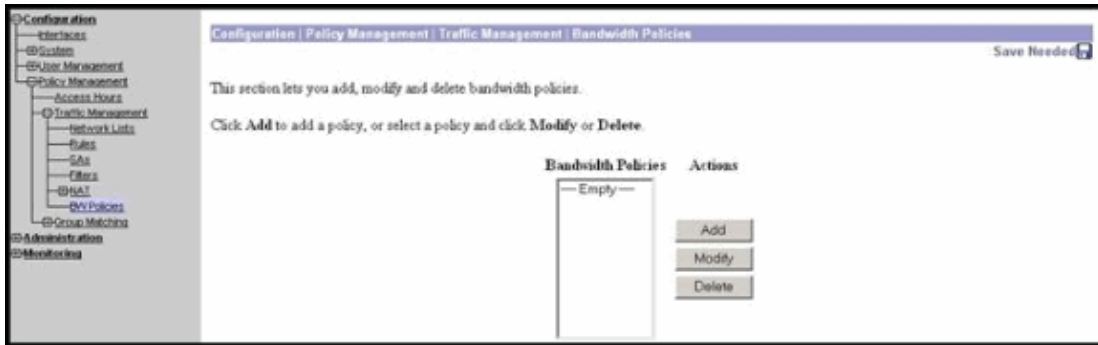 Configuration
Interfaces
System
User Management
Policy Management
Access Hours
Traffic Management
Network Lists
Rules
SAs
Filters
NAT
BW Policies
Group Matching
Administration
Monitoring
Configuration | Policy Management | Traffic Management | Bandwidth Policies
Save Needed
This section lets you add, modify and delete bandwidth policies.
Click Add to add a policy, or select a policy and click Modify or Delete.
Bandwidth Policies Actions
—Empty—
Add
Modify
Delete